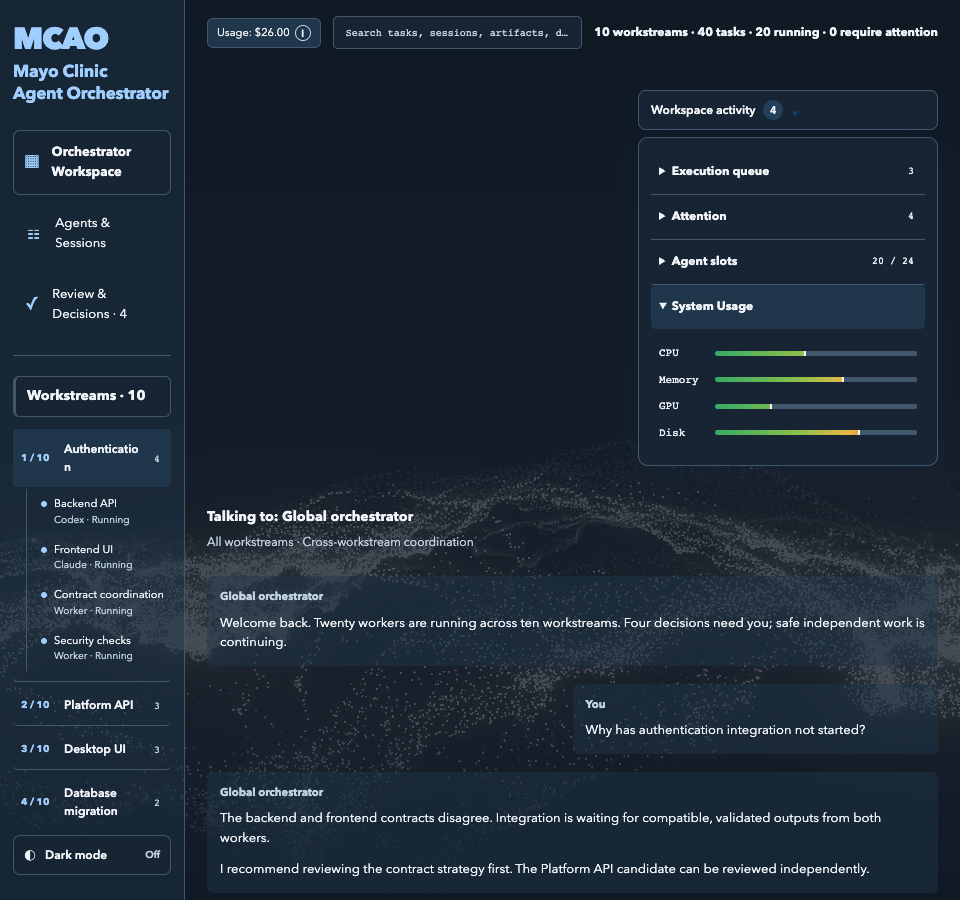 MCAO
Mayo Clinic
Agent Orchestrator
Usage: $26.00
Search tasks, sessions, artifacts, d…
10 workstreams · 40 tasks · 20 running · 0 require attention
Orchestrator
Workspace
Agents &
Sessions
Review &
Decisions · 4
Workstreams · 10
1 / 10
Authenticatio
n
4
Backend API
Codex · Running
Frontend UI
Claude · Running
Contract coordination
Worker · Running
Security checks
Worker · Running
2 / 10
Platform API
3
3 / 10
Desktop UI
3
4 / 10
Database
migration
2
Dark mode
Off
Workspace activity 4
Execution queue 3
Attention 4
Agent slots 20 / 24
System Usage
CPU
Memory
GPU
Disk
Talking to: Global orchestrator
All workstreams · Cross-workstream coordination
Global orchestrator
Welcome back. Twenty workers are running across ten workstreams. Four decisions need you; safe independent work is
continuing.
You
Why has authentication integration not started?
Global orchestrator
The backend and frontend contracts disagree. Integration is waiting for compatible, validated outputs from both
workers.
I recommend reviewing the contract strategy first. The Platform API candidate can be reviewed independently.